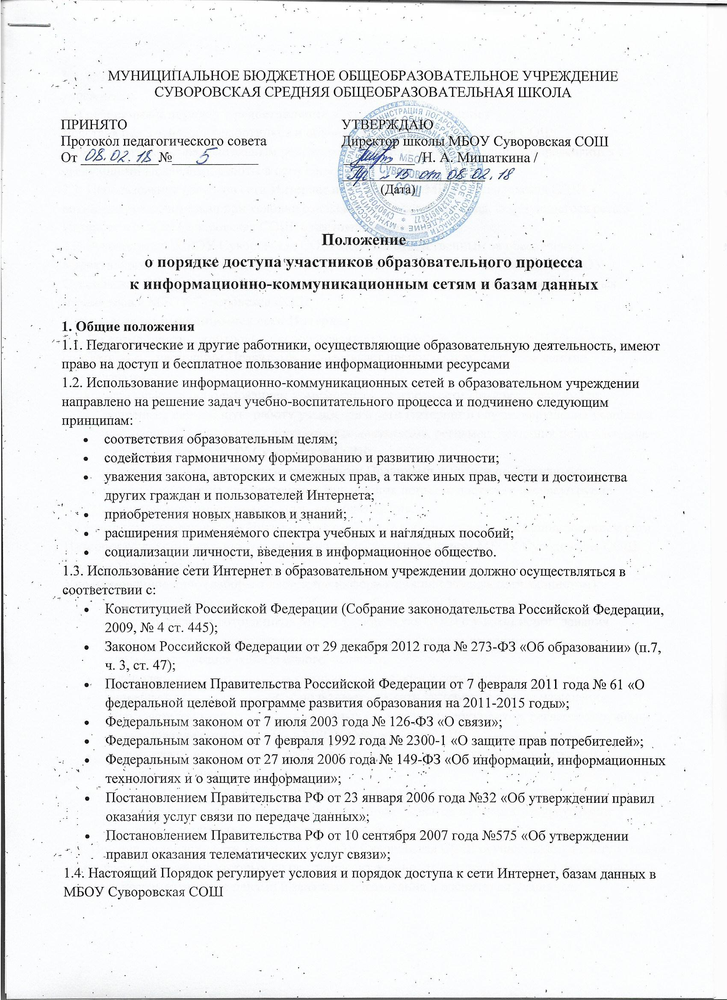 МУНИЦИПАЛЬНОЕ БЮДЖЕТНОЕ ОБЩЕОБРАЗОВАТЕЛЬНОЕ УЧРЕЖДЕНИЕ
СУВОРОВСКАЯ СРЕДНЯЯ ОБЩЕОБРАЗОВАТЕЛЬНАЯ ШКОЛА
ПРИНЯТО
Протокол педагогического совета
От 08.02.18 № 5
УТВЕРЖДАЮ
Директор школы МБОУ Суворовская СОШ
/Н. А. Мишаткина /
Пр. № 15 от 08.02.18
(Дата)
МБОУ
Суворовская
СОШ
Положение
о порядке доступа участников образовательного процесса
к информационно-коммуникационным сетям и базам данных
1. Общие положения
1.1. Педагогические и другие работники, осуществляющие образовательную деятельность, имеют
право на доступ и бесплатное пользование информационными ресурсами
1.2. Использование информационно-коммуникационных сетей в образовательном учреждении
направлено на решение задач учебно-воспитательного процесса и подчинено следующим
принципам:
• соответствия образовательным целям;
• содействия гармоничному формированию и развитию личности;
• уважения закона, авторских и смежных прав, а также иных прав, чести и достоинства
других граждан и пользователей Интернета;
• приобретения новых навыков и знаний;
• расширения применяемого спектра учебных и наглядных пособий;
• социализации личности, введения в информационное общество.
1.3. Использование сети Интернет в образовательном учреждении должно осуществляться в
соответствии с:
• Конституцией Российской Федерации (Собрание законодательства Российской Федерации,
2009, № 4 ст. 445);
• Законом Российской Федерации от 29 декабря 2012 года № 273-ФЗ «Об образовании» (п.7,
ч. 3, ст. 47);
• Постановлением Правительства Российской Федерации от 7 февраля 2011 года № 61 «О
федеральной целевой программе развития образования на 2011-2015 годы»;
• Федеральным законом от 7 июля 2003 года № 126-ФЗ «О связи»;
• Федеральным законом от 7 февраля 1992 года № 2300-1 «О защите прав потребителей»;
• Федеральным законом от 27 июля 2006 года № 149-ФЗ «Об информации, информационных
технологиях и о защите информации»;
• Постановлением Правительства РФ от 23 января 2006 года №32 «Об утверждении правил
оказания услуг связи по передаче данных»;
• Постановлением Правительства РФ от 10 сентября 2007 года №575 «Об утверждении
правил оказания телематических услуг связи»;
1.4. Настоящий Порядок регулирует условия и порядок доступа к сети Интернет, базам данных в
МБОУ Суворовская СОШ